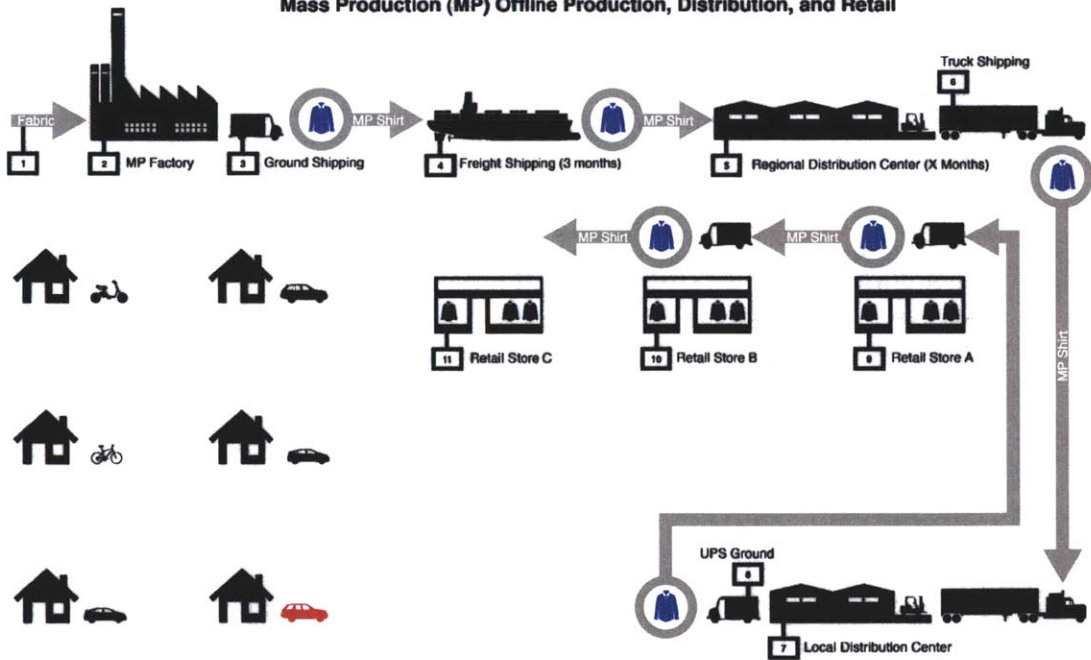 Mass Production (MP) Offline Production, Distribution, and Retail
Truck Shipping
6
Fabric
MP Shirt
MP Shirt
1
2 MP Factory
3 Ground Shipping
4 Freight Shipping (3 months)
5 Regional Distribution Center (X Months)
MP Shirt
MP Shirt
11 Retail Store C
10 Retail Store B
9 Retail Store A
MP Shirt
UPS Ground
8
7 Local Distribution Center